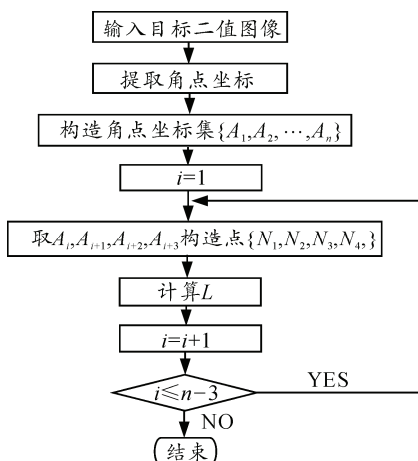 输入目标二值图像
提取角点坐标
构造角点坐标集{A₁,A₂,⋯,Aₙ}
i=1
取Aᵢ,Aᵢ₊₁,Aᵢ₊₂,Aᵢ₊₃构造点{N₁,N₂,N₃,N₄,}
计算L
i=i+1
i≤n−3
YES
NO
结束